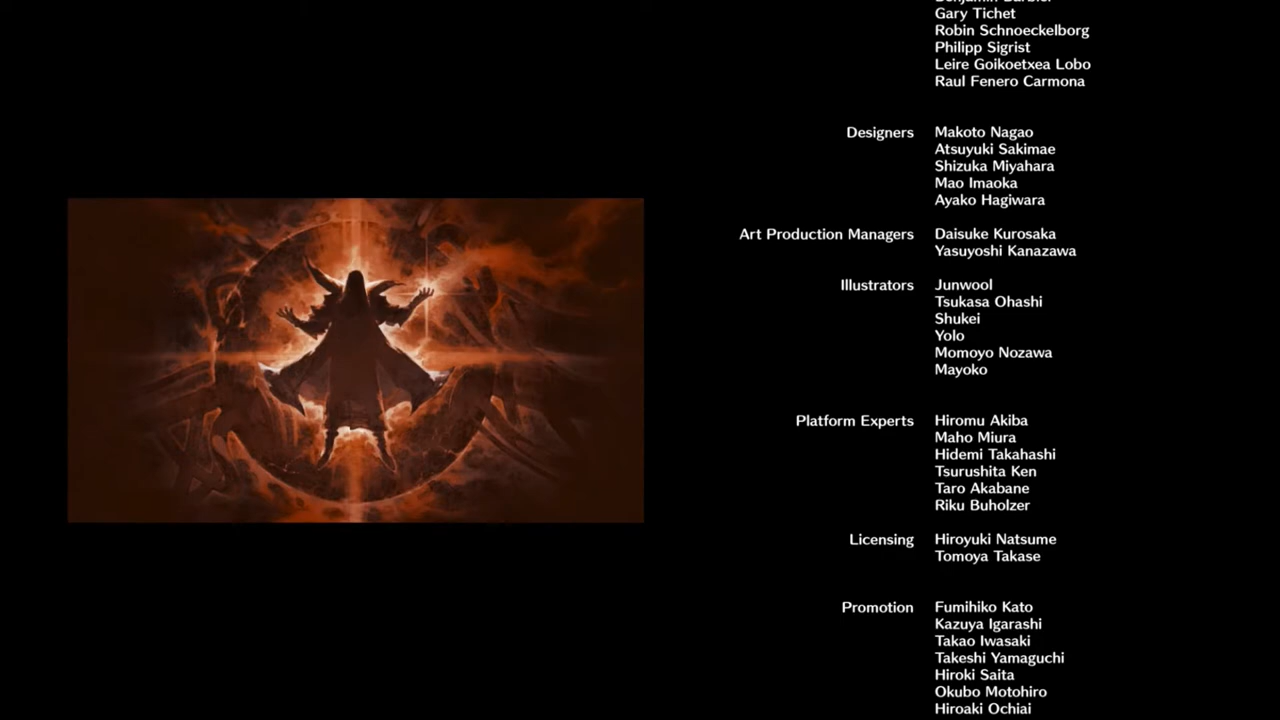 Gary Tichet
Robin Schnoeckelborg
Philipp Sigrist
Leire Goikoetxea Lobo
Raul Fenero Carmona
Designers Makoto Nagao
Atsuyuki Sakimae
Shizuka Miyahara
Mao Imaoka
Ayako Hagiwara
Art Production Managers Daisuke Kurosaka
Yasuyoshi Kanazawa
Illustrators Junwool
Tsukasa Ohashi
Shukei
Yolo
Momoyo Nozawa
Mayoko
Platform Experts Hiromu Akiba
Maho Miura
Hidemi Takahashi
Tsurushita Ken
Taro Akabane
Riku Buholzer
Licensing Hiroyuki Natsume
Tomoya Takase
Promotion Fumihiko Kato
Kazuya Igarashi
Takao Iwasaki
Takeshi Yamaguchi
Hiroki Saita
Okubo Motohiro
Hiroaki Ochiai